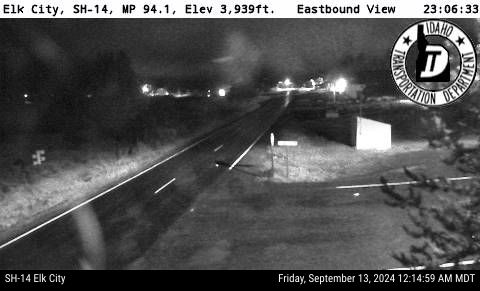 Elk City, SH-14, MP 94.1, Elev 3,939ft. Eastbound View 23:06:33
IDAHO
TRANSPORTATION DEPARTMENT
SH-14 Elk City Friday, September 13, 2024 12:14:59 AM MDT